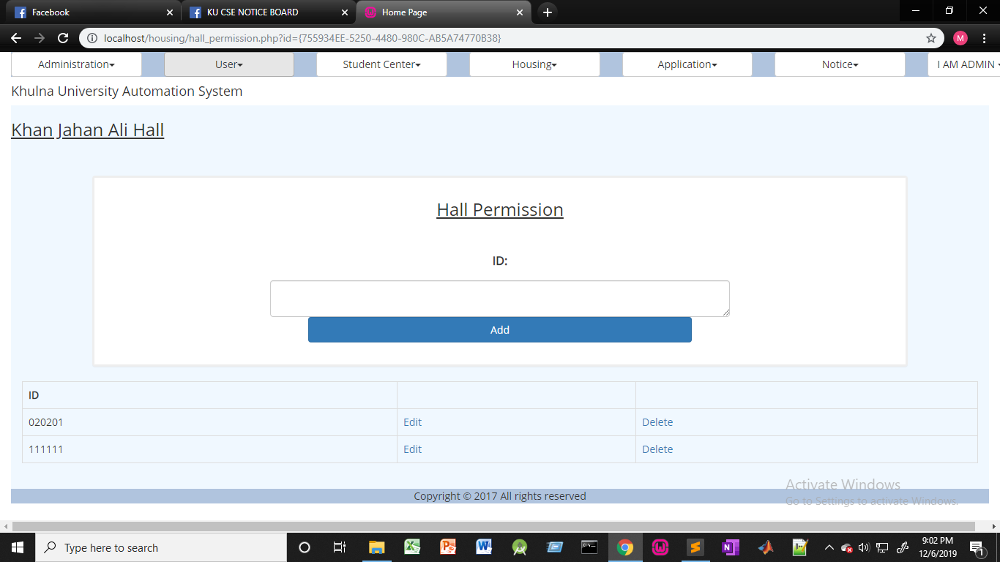 Facebook
KU CSE NOTICE BOARD
Home Page
localhost/housing/hall_permission.php?id={755934EE-5250-4480-980C-AB5A74770B38}
M
Administration
User
Student Center
Housing
Application
Notice
I AM ADMIN
Khulna University Automation System
Khan Jahan Ali Hall
Hall Permission
ID:
Add
ID
020201 Edit Delete
111111 Edit Delete
Activate Windows
Copyright © 2017 All rights reserved
Go to Settings to activate Windows.
Type here to search
9:02 PM
12/6/2019
1